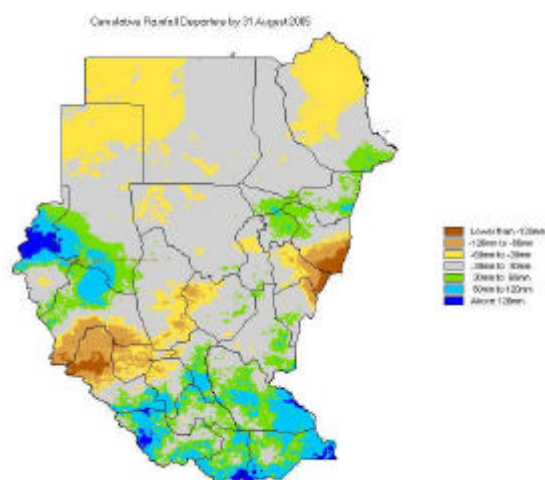 Cumulative Rainfall Departure by 31 August 2005
Lower than -120mm
-120mm to -60mm
-60mm to -30mm
-30mm to 30mm
30mm to 60mm
60mm to 120mm
Above 120mm